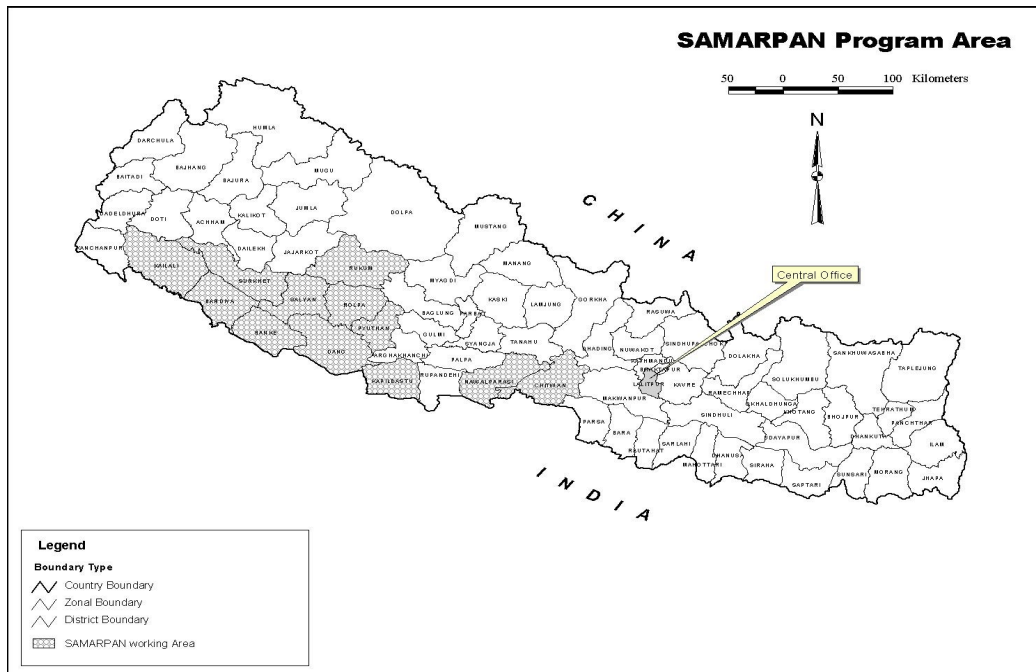 SAMARPAN Program Area
50 0 50 100 Kilometers
N
CHINA
INDIA
Central Office
DARCHULA
HUMLA
BAITADI
BAJHANG
BAJURA
MUGU
DADELDHURA
DOTI
ACHHAM
KALIKOT
JUMLA
DOLPA
MUSTANG
KANCHANPUR
KAILALI
DAILEKH
JAJARKOT
RUKUM
SURKHET
SALYAN
ROLPA
BARDIYA
BANKE
DANG
PYUTHAN
MYAGDI
MANANG
KASKI
LAMJUNG
GORKHA
BAGLUNG
GULMI
SYANGJA
TANAHU
ARGHAKHANCHI
PALPA
KAPILBASTU
RUPANDEHI
NAWALPARASI
CHITWAN
DHADING
RASUWA
NUWAKOT
SINDHUPALCHOK
KATHMANDU
BHAKTAPUR
LALITPUR
KAVRE
DOLAKHA
RAMECHHAP
MAKWANPUR
SINDHULI
PARSA
BARA
RAUTAHAT
SARLAHI
MAHOTTARI
DHANUSA
SIRAHA
SAPTARI
UDAYAPUR
OKHALDHUNGA
SOLUKHUMBU
KHOTANG
BHOJPUR
SANKHUWASABHA
TAPLEJUNG
TEHRATHUM
PANCHTHAR
DHANKUTA
ILAM
SUNSARI
MORANG
JHAPA
Legend
Boundary Type
Country Boundary
Zonal Boundary
District Boundary
SAMARPAN working Area